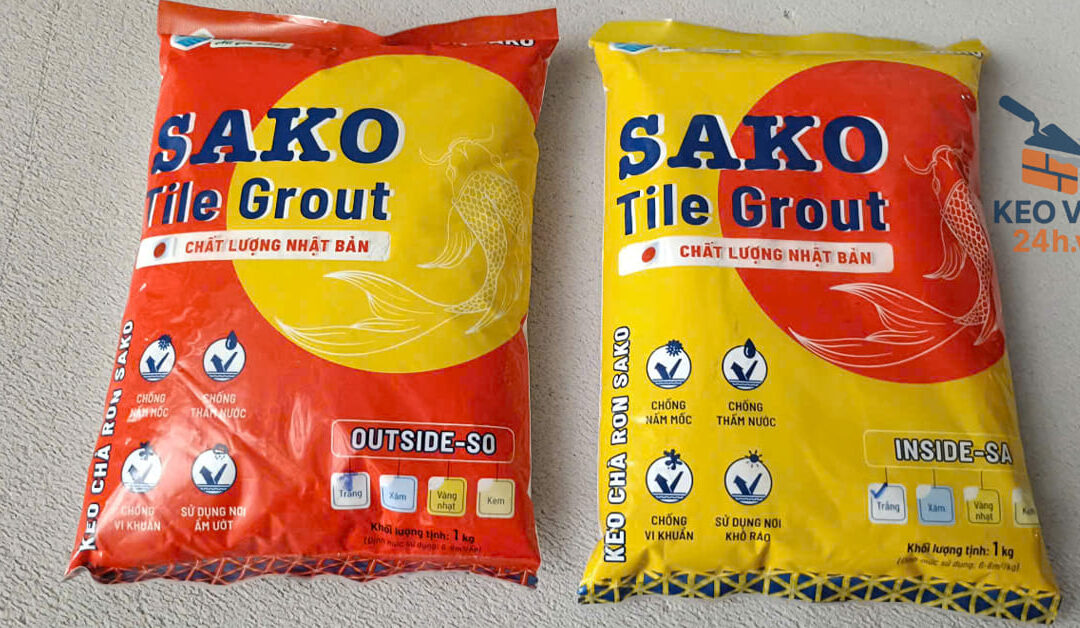 SAKO
Tile Grout
CHẤT LƯỢNG NHẬT BẢN
KEO CHÀ RON SAKO
CHỐNG
NẤM MỐC
CHỐNG
THẤM NƯỚC
CHỐNG
VI KHUẨN
SỬ DỤNG NƠI
ẨM ƯỚT
OUTSIDE-SO
Trắng
Xám
Vàng
nhạt
Kem
Khối lượng tịnh: 1 kg
SAKO
Tile Grout
CHẤT LƯỢNG NHẬT BẢN
KEO CHÀ RON SAKO
CHỐNG
NẤM MỐC
CHỐNG
THẤM NƯỚC
CHỐNG
VI KHUẨN
SỬ DỤNG NƠI
KHÔ RÁO
INSIDE-SA
Trắng
Xám
Vàng
nhạt
Khối lượng tịnh: 1 kg
KEO V
24h.